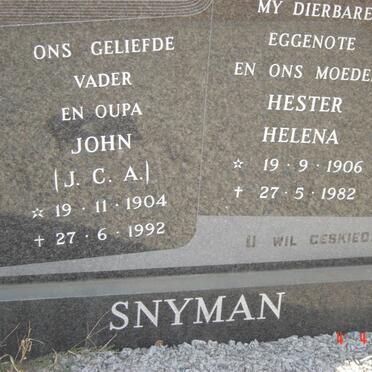 ONS GELIEFDE
VADER
EN OUPA
JOHN
(J. C. A.)
☆ 19 · 11 · 1904
† 27 · 6 · 1992
MY DIERBARE
EGGENOTE
EN ONS MOEDE
HESTER
HELENA
☆ 19 · 9 · 1906
† 27 · 5 · 1982
U WIL GESKIED
SNYMAN